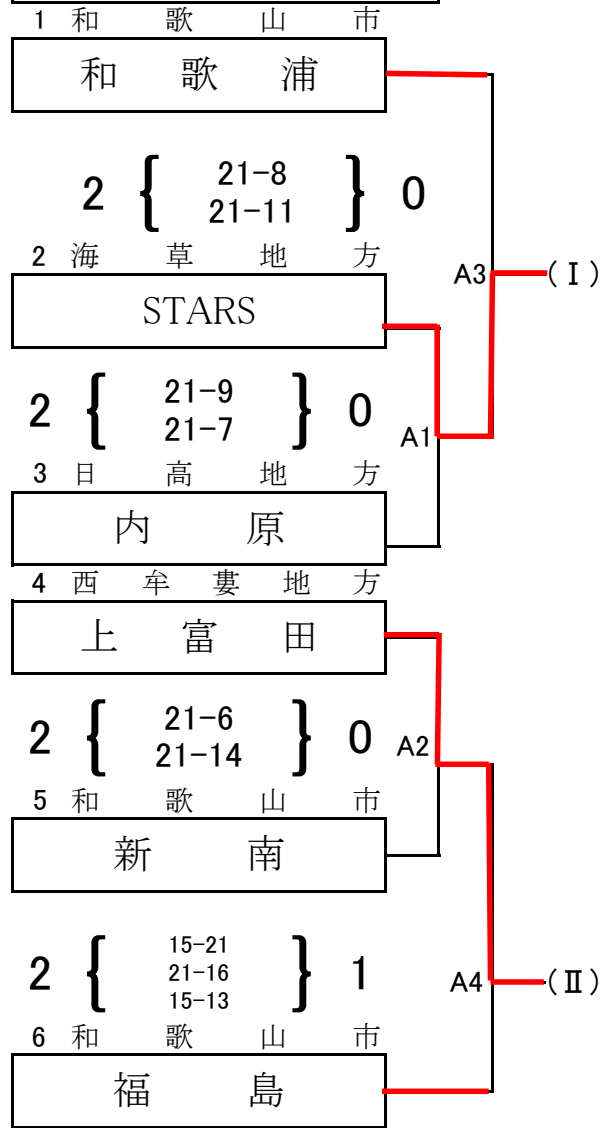 1 和歌山市
和歌浦
2 { 21-8 } 0
21-11
2 海草地方
A3 (Ⅰ)
STARS
2 { 21-9 } 0
21-7
A1
3 日高地方
内原
4 西牟婁地方
上富田
2 { 21-6 } 0
21-14
A2
5 和歌山市
新南
2 { 15-21
21-16 } 1
15-13
A4 (Ⅱ)
6 和歌山市
福島